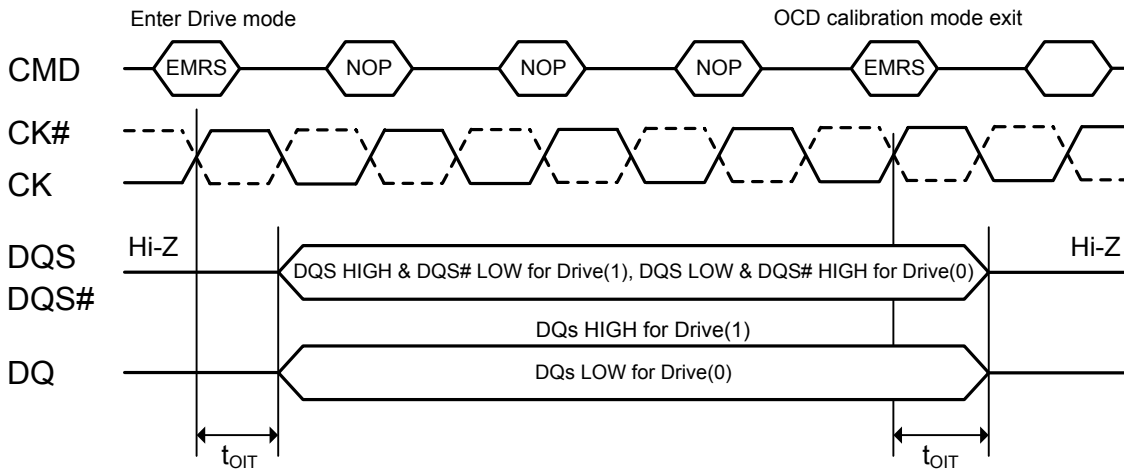 Enter Drive mode
OCD calibration mode exit
CMD
EMRS
NOP
NOP
NOP
EMRS
CK#
CK
DQS
DQS#
Hi-Z
DQS HIGH & DQS# LOW for Drive(1), DQS LOW & DQS# HIGH for Drive(0)
Hi-Z
DQs HIGH for Drive(1)
DQ
DQs LOW for Drive(0)
tOIT
tOIT